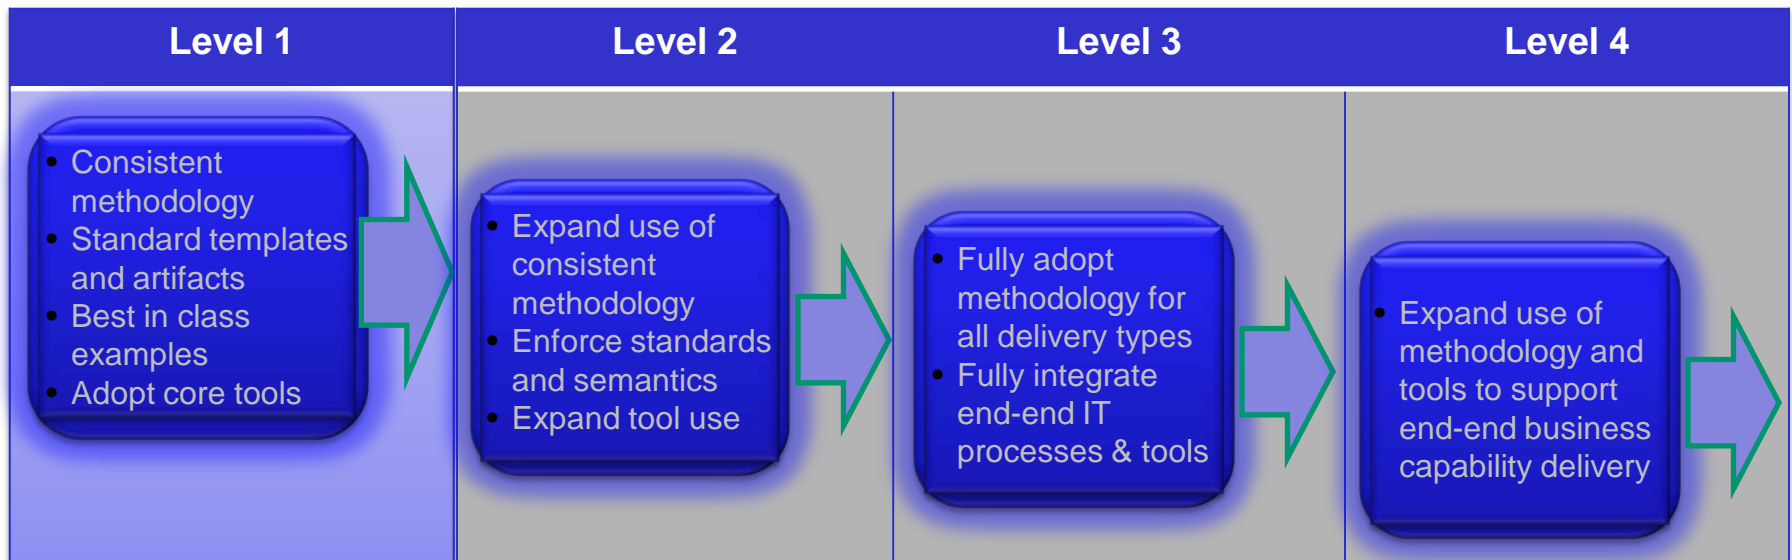 Level 1
Level 2
Level 3
Level 4
• Consistent
methodology
• Standard templates
and artifacts
• Best in class
examples
• Adopt core tools
• Expand use of
consistent
methodology
• Enforce standards
and semantics
• Expand tool use
• Fully adopt
methodology for
all delivery types
• Fully integrate
end-end IT
processes & tools
• Expand use of
methodology and
tools to support
end-end business
capability delivery